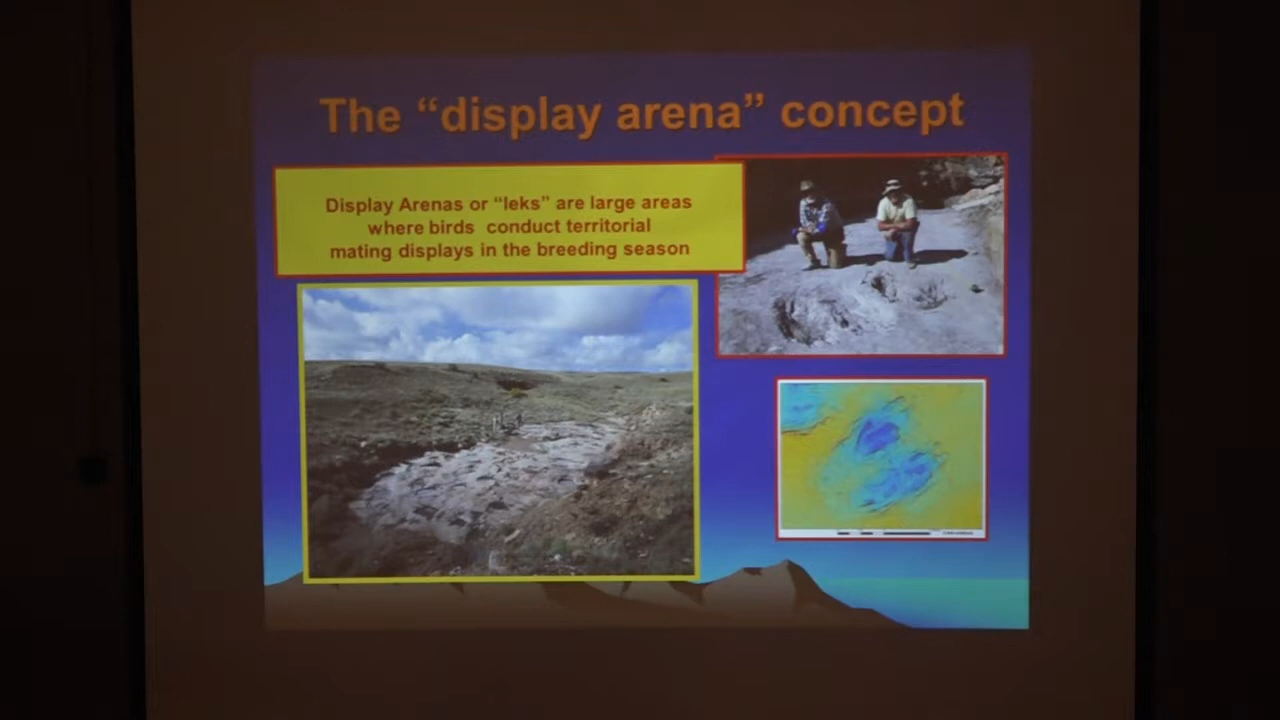 The “display arena” concept
Display Arenas or “leks” are large areas
where birds conduct territorial
mating displays in the breeding season